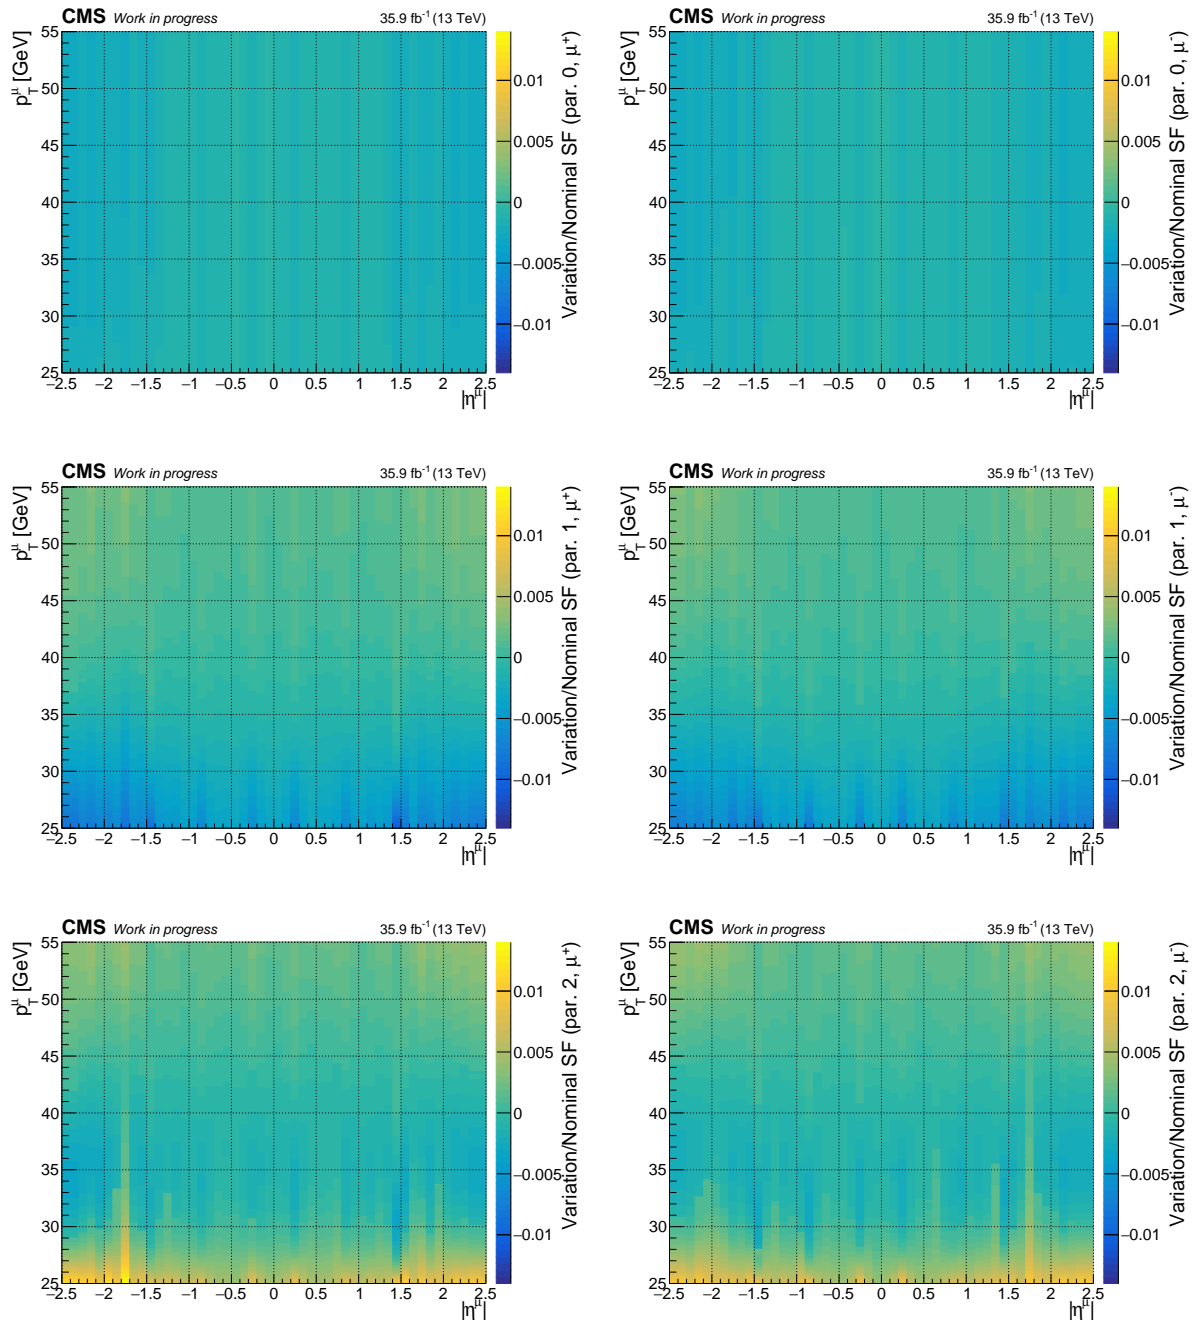 CMS Work in progress 35.9 fb⁻¹ (13 TeV)
p_T^μ [GeV]
55
50
45
40
35
30
25
−2.5 −2 −1.5 −1 −0.5 0 0.5 1 1.5 2 2.5
|η^μ|
0.01
0.005
0
−0.005
−0.01
Variation/Nominal SF (par. 0, μ⁺)
CMS Work in progress 35.9 fb⁻¹ (13 TeV)
p_T^μ [GeV]
55
50
45
40
35
30
25
−2.5 −2 −1.5 −1 −0.5 0 0.5 1 1.5 2 2.5
|η^μ|
0.01
0.005
0
−0.005
−0.01
Variation/Nominal SF (par. 0, μ⁻)
CMS Work in progress 35.9 fb⁻¹ (13 TeV)
p_T^μ [GeV]
55
50
45
40
35
30
25
−2.5 −2 −1.5 −1 −0.5 0 0.5 1 1.5 2 2.5
|η^μ|
0.01
0.005
0
−0.005
−0.01
Variation/Nominal SF (par. 1, μ⁺)
CMS Work in progress 35.9 fb⁻¹ (13 TeV)
p_T^μ [GeV]
55
50
45
40
35
30
25
−2.5 −2 −1.5 −1 −0.5 0 0.5 1 1.5 2 2.5
|η^μ|
0.01
0.005
0
−0.005
−0.01
Variation/Nominal SF (par. 1, μ⁻)
CMS Work in progress 35.9 fb⁻¹ (13 TeV)
p_T^μ [GeV]
55
50
45
40
35
30
25
−2.5 −2 −1.5 −1 −0.5 0 0.5 1 1.5 2 2.5
|η^μ|
0.01
0.005
0
−0.005
−0.01
Variation/Nominal SF (par. 2, μ⁺)
CMS Work in progress 35.9 fb⁻¹ (13 TeV)
p_T^μ [GeV]
55
50
45
40
35
30
25
−2.5 −2 −1.5 −1 −0.5 0 0.5 1 1.5 2 2.5
|η^μ|
0.01
0.005
0
−0.005
−0.01
Variation/Nominal SF (par. 2, μ⁻)